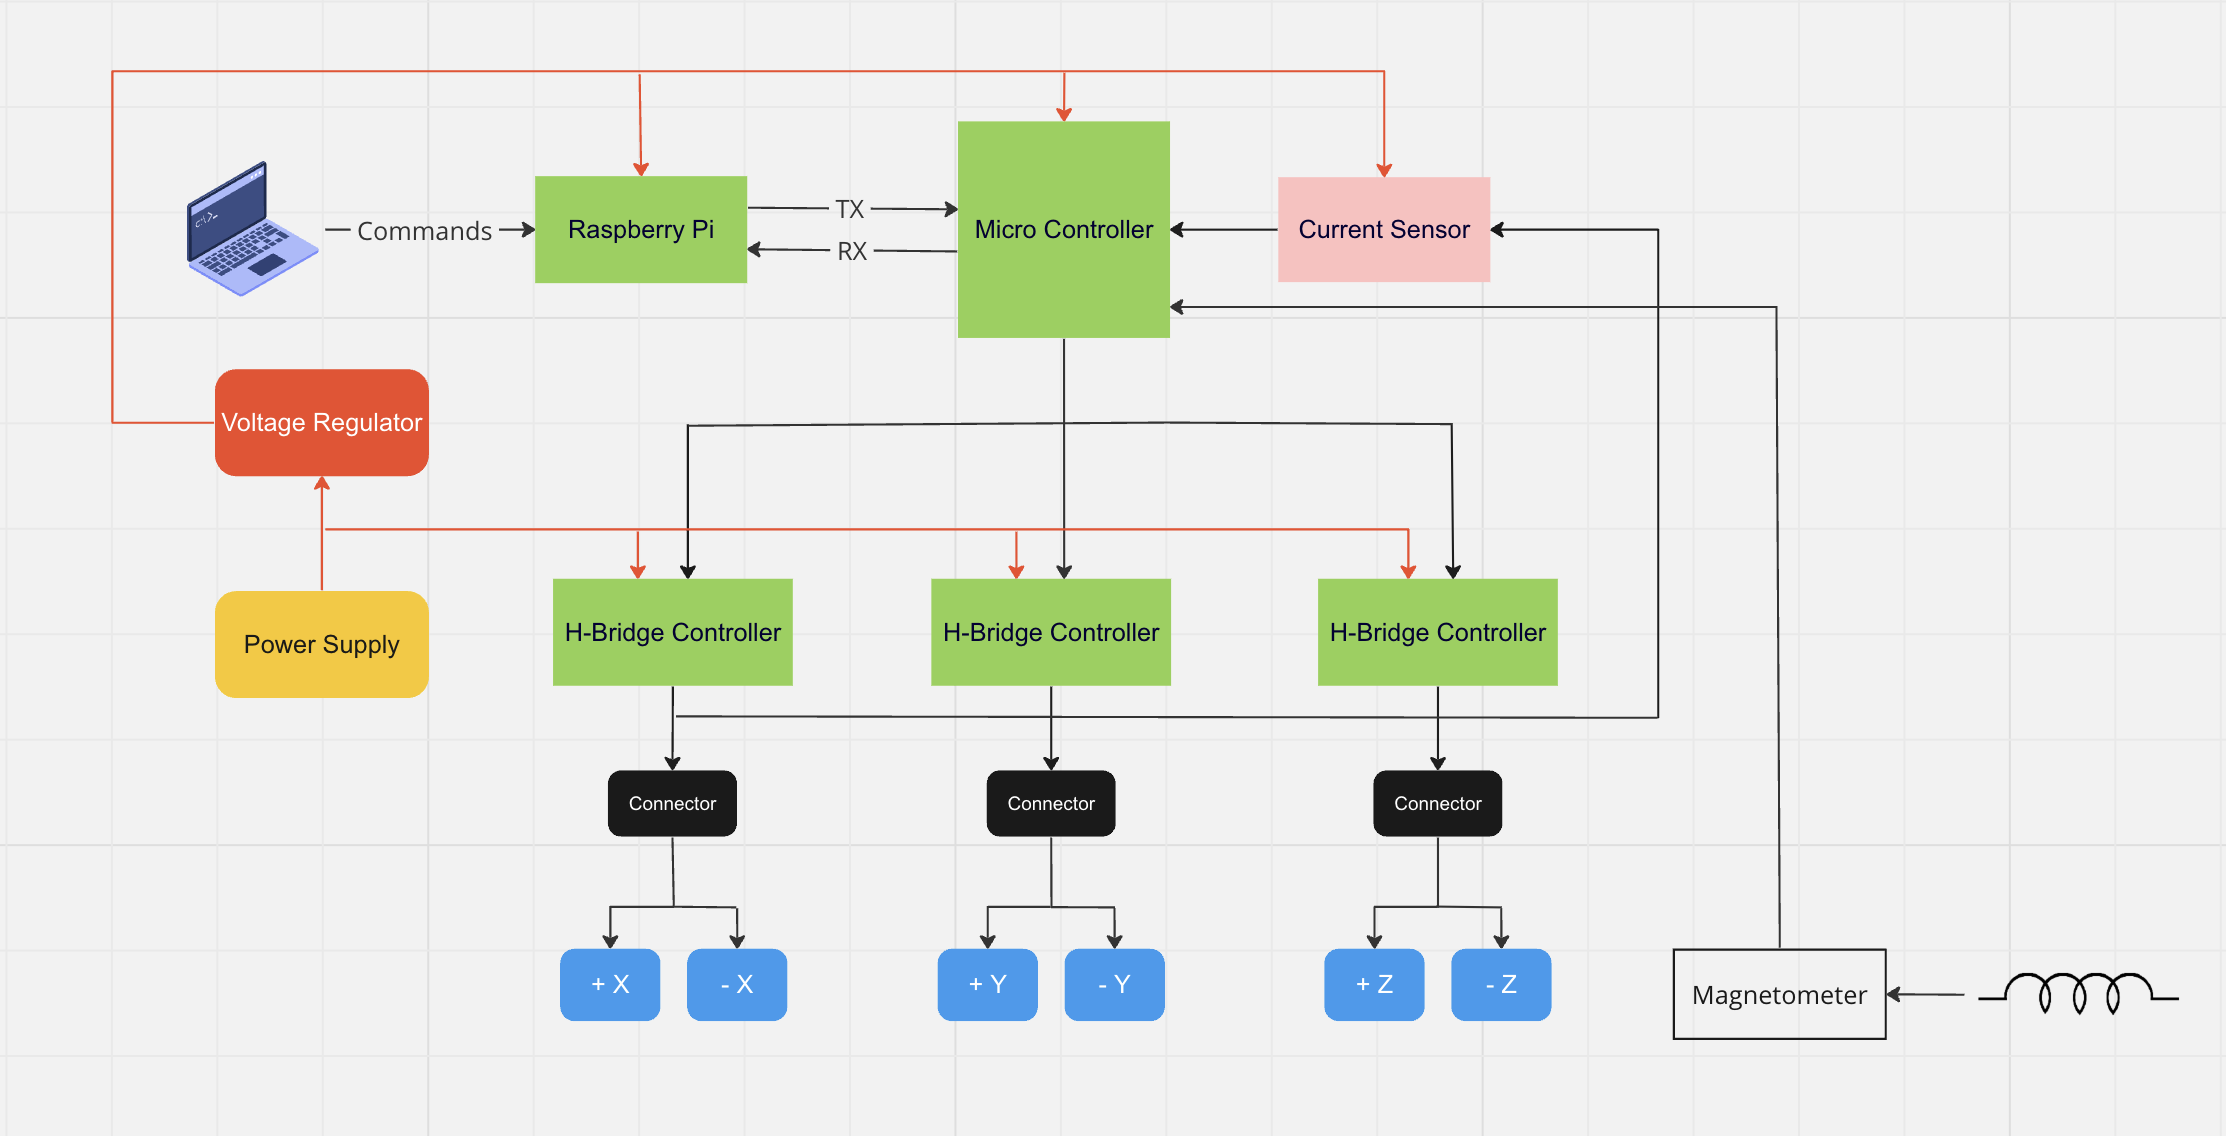 C:\>_
Commands
Raspberry Pi
TX
RX
Micro Controller
Current Sensor
Voltage Regulator
Power Supply
H-Bridge Controller
H-Bridge Controller
H-Bridge Controller
Connector
Connector
Connector
+ X
- X
+ Y
- Y
+ Z
- Z
Magnetometer